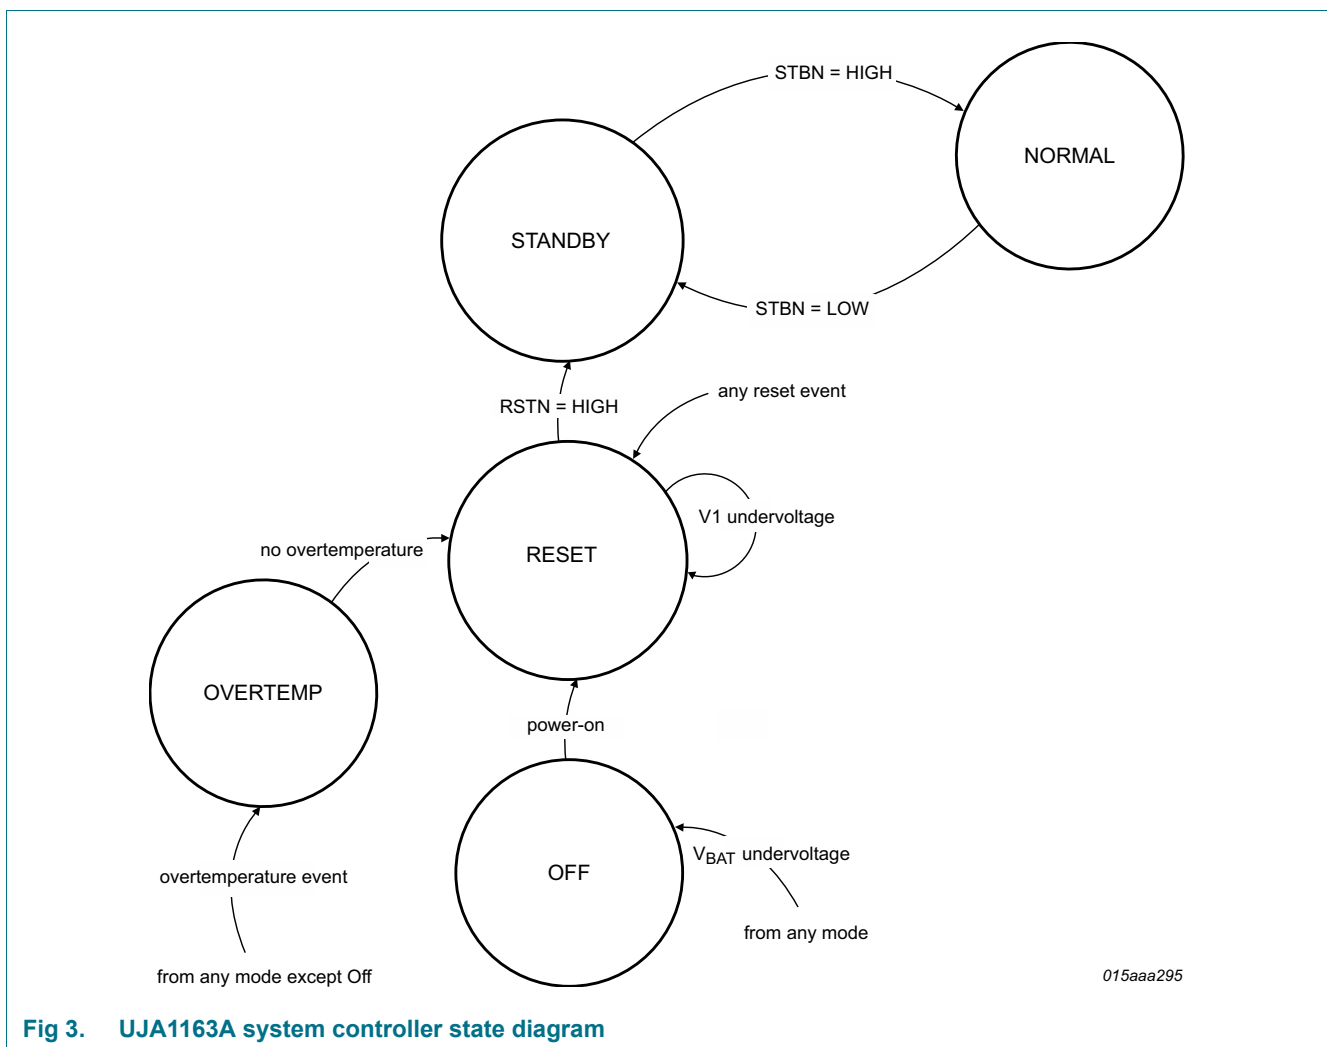 STBN = HIGH
NORMAL
STANDBY
STBN = LOW
any reset event
RSTN = HIGH
V1 undervoltage
no overtemperature
RESET
OVERTEMP
power-on
VBAT undervoltage
OFF
overtemperature event
from any mode
from any mode except Off
015aaa295
Fig 3. UJA1163A system controller state diagram